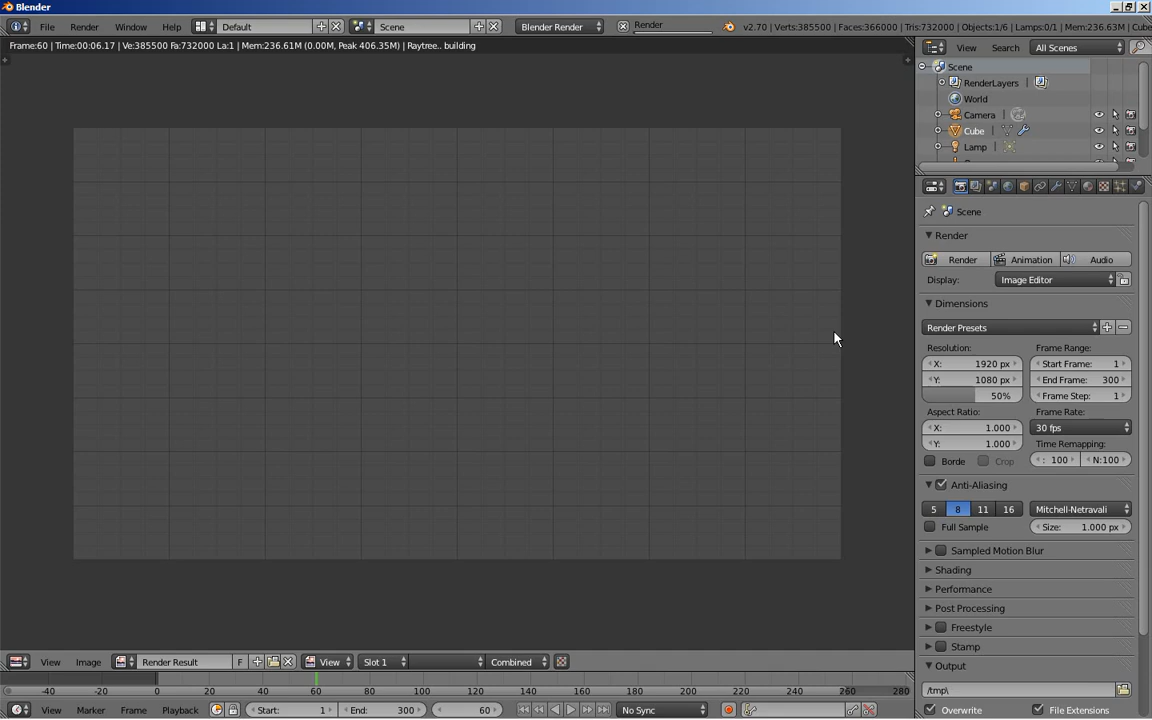 Blender
File Render Window Help Default Scene Blender Render Render v2.70 | Verts:385500 | Faces:366000 | Tris:732000 | Objects:1/6 | Lamps:0/1 | Mem:236.63M | Cube
Frame:60 | Time:00:06.17 | Ve:385500 Fa:732000 La:1 | Mem:236.61M (0.00M, Peak 406.35M) | Raytree.. building
View Search All Scenes
Scene
RenderLayers
World
Camera
Cube
Lamp
Scene
Render
Render Animation Audio
Display: Image Editor
Dimensions
Render Presets
Resolution: Frame Range:
X: 1920 px Start Frame: 1
Y: 1080 px End Frame: 300
50% Frame Step: 1
Aspect Ratio: Frame Rate:
X: 1.000 30 fps
Y: 1.000 Time Remapping:
Borde Crop : 100 N:100
Anti-Aliasing
5 8 11 16 Mitchell-Netravali
Full Sample Size: 1.000 px
Sampled Motion Blur
Shading
Performance
Post Processing
Freestyle
Stamp
Output
/tmp\
Overwrite File Extensions
View Image Render Result F View Slot 1 Combined
-40 -20 0 20 40 60 80 100 120 140 160 180 200 220 240 260 280
View Marker Frame Playback Start: 1 End: 300 60 No Sync